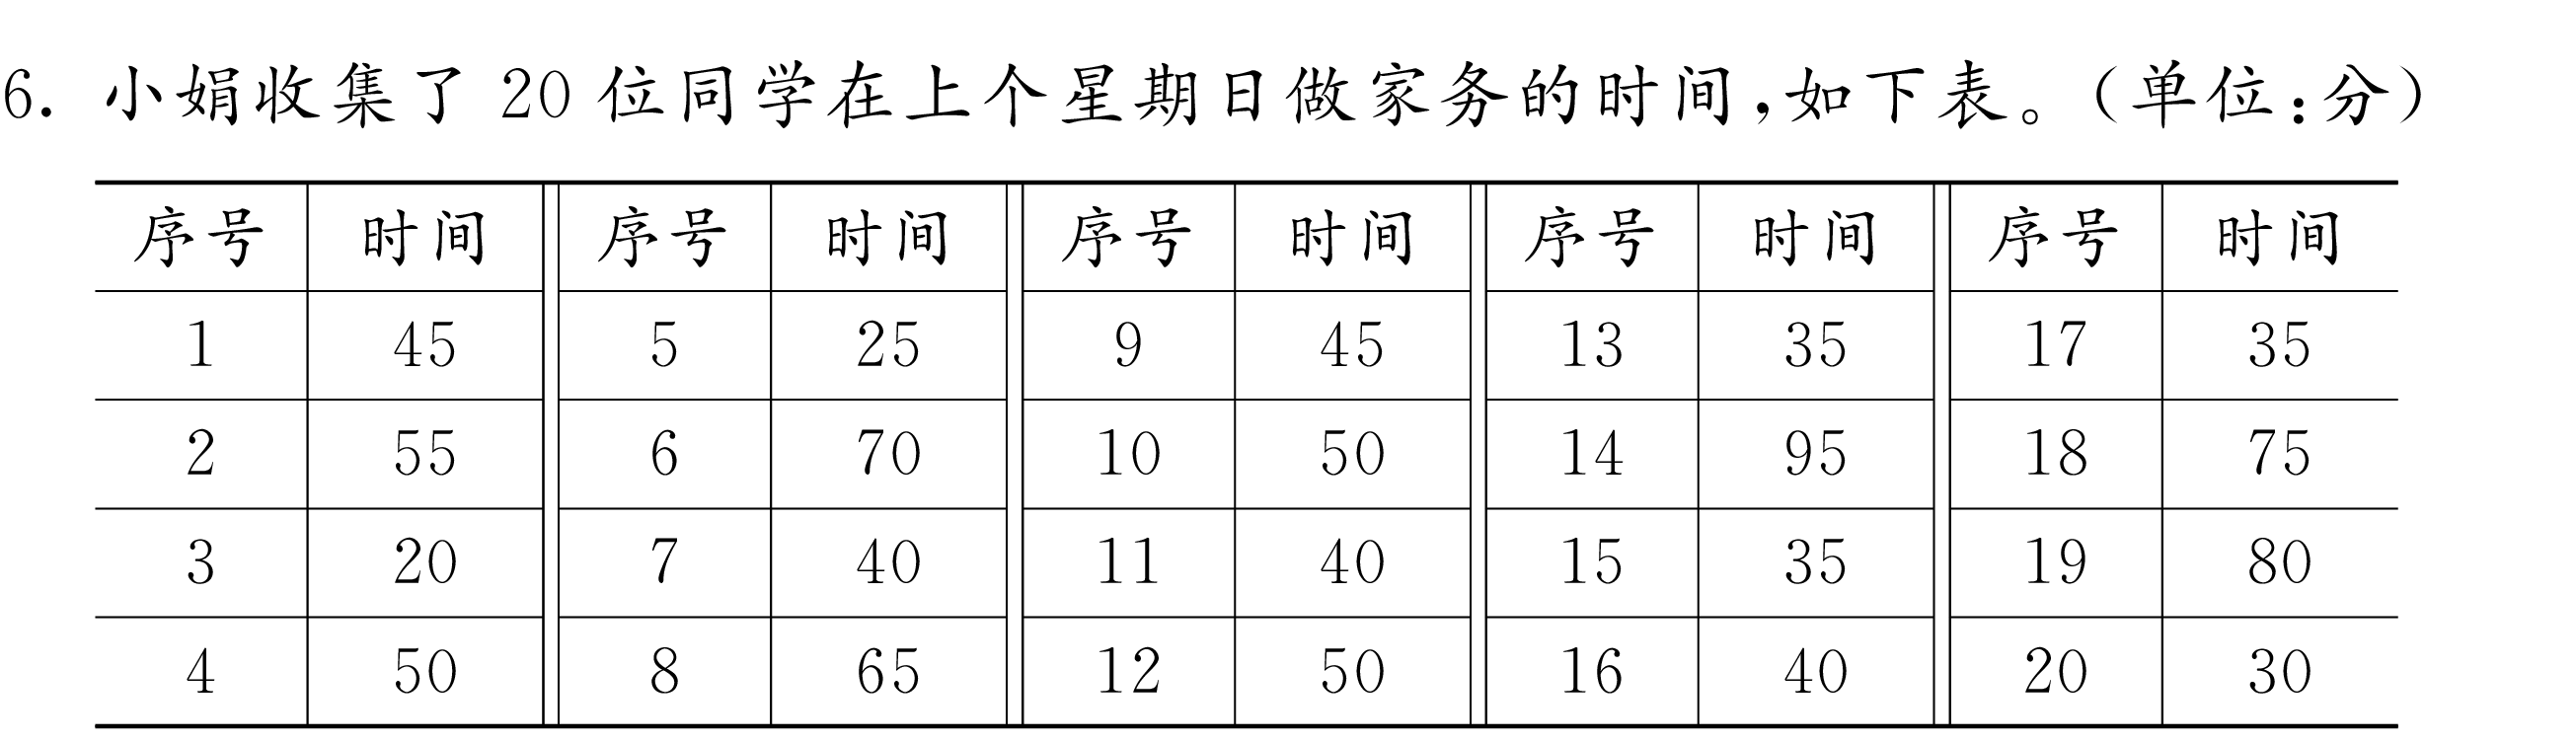 6. 小娟收集了 20 位同学在上个星期日做家务的时间,如下表。(单位:分)
序号 时间 序号 时间 序号 时间 序号 时间 序号 时间
1 45 5 25 9 45 13 35 17 35
2 55 6 70 10 50 14 95 18 75
3 20 7 40 11 40 15 35 19 80
4 50 8 65 12 50 16 40 20 30